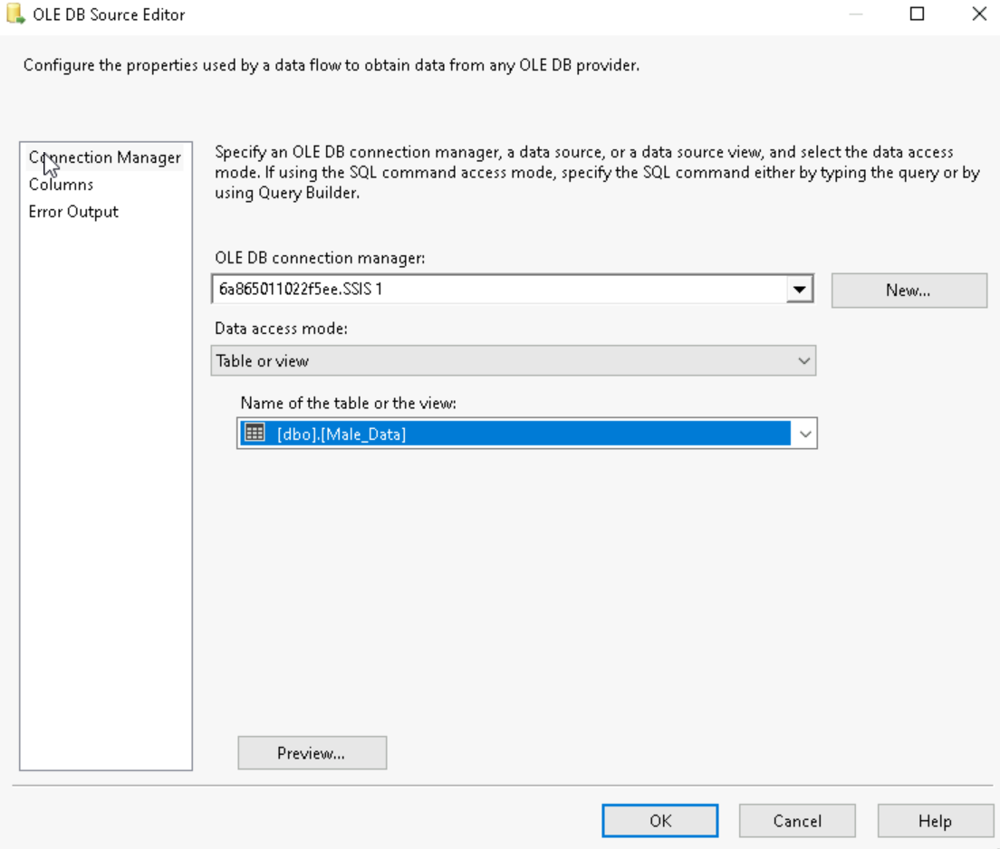 OLE DB Source Editor
Configure the properties used by a data flow to obtain data from any OLE DB provider.
Connection Manager
Columns
Error Output
Specify an OLE DB connection manager, a data source, or a data source view, and select the data access
mode. If using the SQL command access mode, specify the SQL command either by typing the query or by
using Query Builder.
OLE DB connection manager:
6a865011022f5ee.SSIS 1
New...
Data access mode:
Table or view
Name of the table or the view:
[dbo].[Male_Data]
Preview...
OK
Cancel
Help